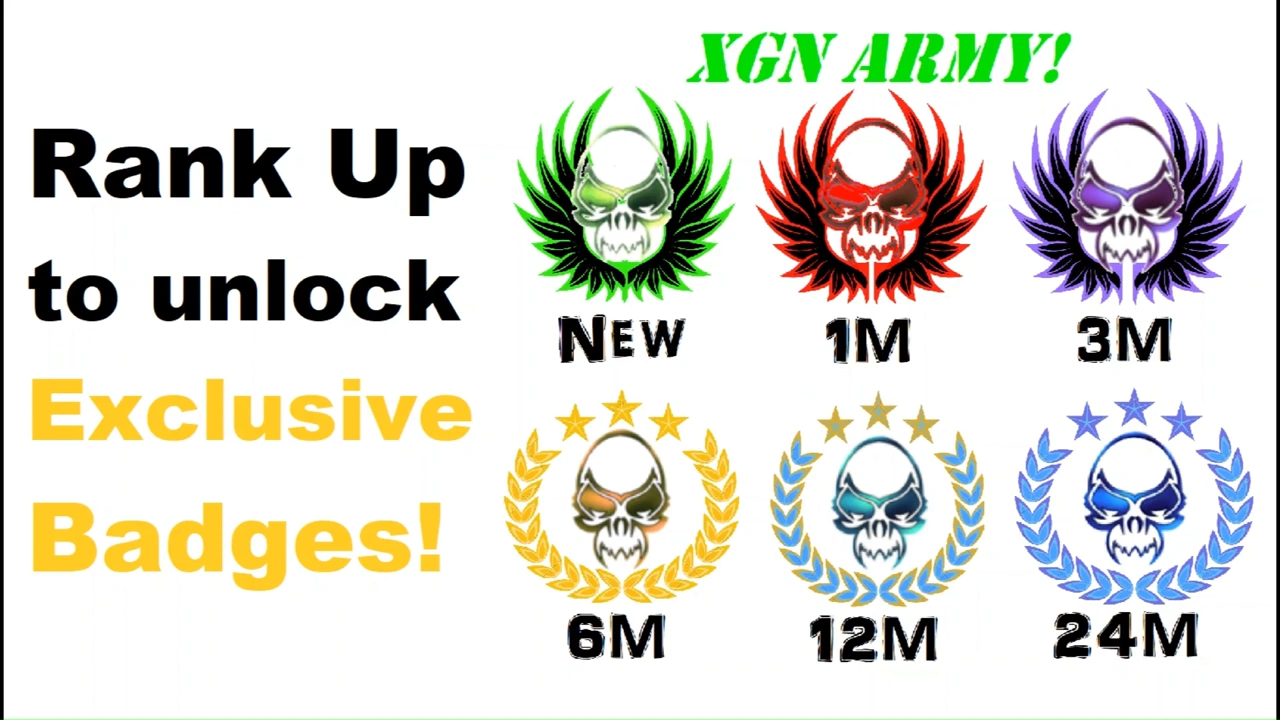 Rank Up
to unlock
Exclusive
Badges!
XGN ARMY!
NEW
1M
3M
6M
12M
24M